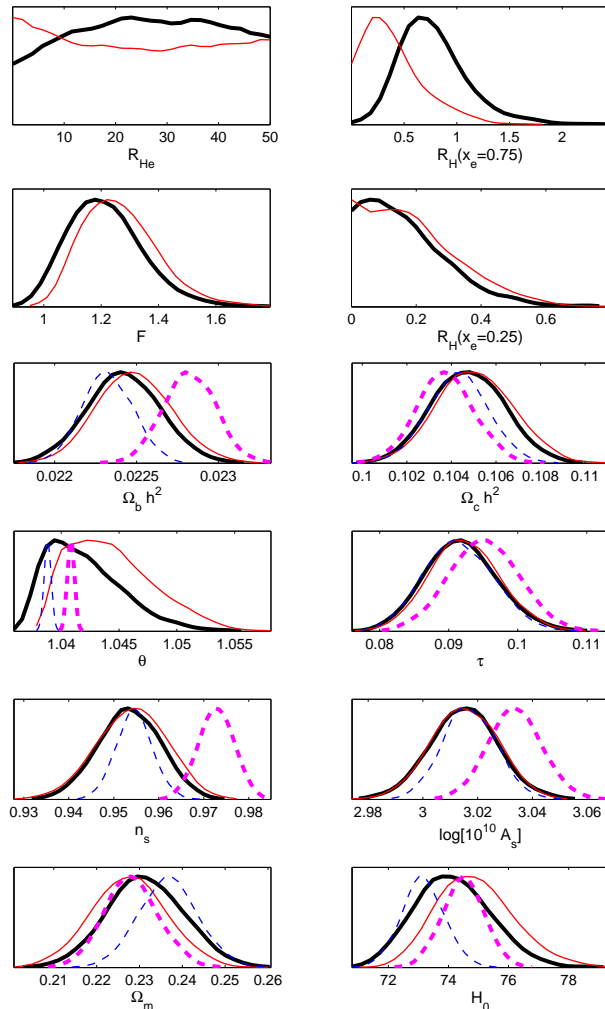 10 20 30 40 50
R_He
0.5 1 1.5 2
R_H(x_e=0.75)
1 1.2 1.4 1.6
F
0 0.2 0.4 0.6
R_H(x_e=0.25)
0.022 0.0225 0.023
Ω_b h^2
0.1 0.102 0.104 0.106 0.108 0.11
Ω_c h^2
1.04 1.045 1.05 1.055
θ
0.08 0.09 0.1 0.11
τ
0.93 0.94 0.95 0.96 0.97 0.98
n_s
2.98 3 3.02 3.04 3.06
log[10^10 A_s]
0.21 0.22 0.23 0.24 0.25 0.26
Ω_m
72 74 76 78
H_0